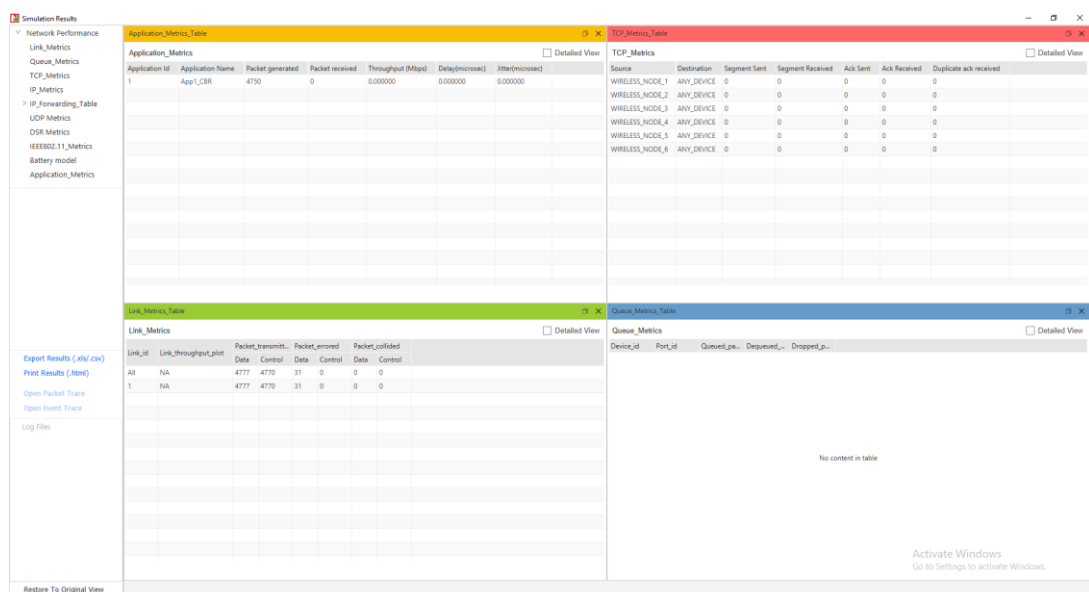 Simulation Results
Network Performance
Link_Metrics
Queue_Metrics
TCP_Metrics
IP_Metrics
IP_Forwarding_Table
UDP Metrics
DSR Metrics
IEEE802.11_Metrics
Battery model
Application_Metrics
Export Results (.xls/.csv)
Print Results (.html)
Open Packet Trace
Open Event Trace
Log Files
Restore To Original View
Application_Metrics_Table
Application_Metrics Detailed View
Application Id Application Name Packet generated Packet received Throughput (Mbps) Delay(microsec) Jitter(microsec)
1 App1_CBR 4750 0 0.000000 0.000000 0.000000
TCP_Metrics_Table
TCP_Metrics Detailed View
Source Destination Segment Sent Segment Received Ack Sent Ack Received Duplicate ack received
WIRELESS_NODE_1 ANY_DEVICE 0 0 0 0 0
WIRELESS_NODE_2 ANY_DEVICE 0 0 0 0 0
WIRELESS_NODE_3 ANY_DEVICE 0 0 0 0 0
WIRELESS_NODE_4 ANY_DEVICE 0 0 0 0 0
WIRELESS_NODE_5 ANY_DEVICE 0 0 0 0 0
WIRELESS_NODE_6 ANY_DEVICE 0 0 0 0 0
Link_Metrics_Table
Link_Metrics Detailed View
Link_id Link_throughput_plot Packet_transmitt... Packet_errored Packet_collided
Data Control Data Control Data Control
All NA 4777 4770 31 0 0 0
1 NA 4777 4770 31 0 0 0
Queue_Metrics_Table
Queue_Metrics Detailed View
Device_id Port_id Queued_pa... Dequeued_... Dropped_p...
No content in table
Activate Windows
Go to Settings to activate Windows.